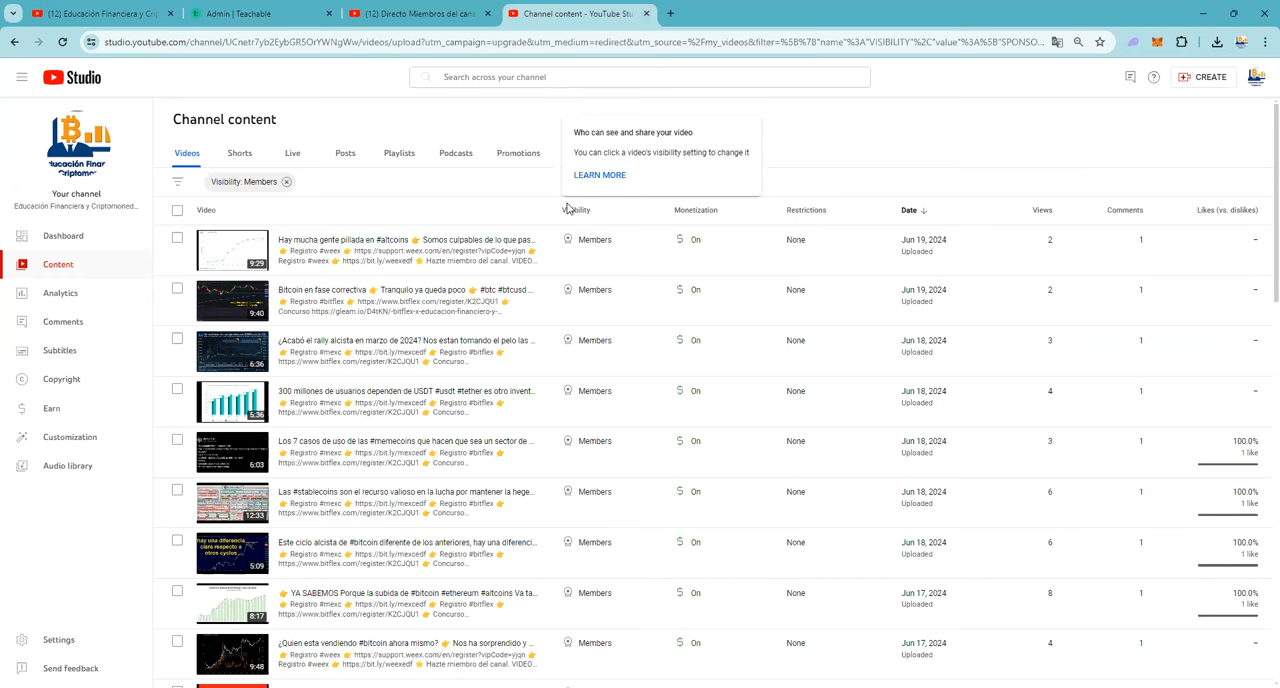 (12) Educación Financiera y Crip
Admin | Teachable
(12) Directo Miembros del cana
Channel content - YouTube Stu
studio.youtube.com/channel/UCnetr7yb2EybGR5OrYWNgWw/videos/upload?utm_campaign=upgrade&utm_medium=redirect&utm_source=%2Fmy_videos&filter=%5B%7B"name"%3A"VISIBILITY"%2C"value"%3A%5B"SPONSO...
Studio
Search across your channel
CREATE
Your channel
Educación Financiera y Criptomoned...
Dashboard
Content
Analytics
Comments
Subtitles
Copyright
Earn
Customization
Audio library
Settings
Send feedback
Channel content
Videos Shorts Live Posts Playlists Podcasts Promotions
Who can see and share your video
You can click a video's visibility setting to change it
LEARN MORE
Visibility: Members
Video Visibility Monetization Restrictions Date Views Comments Likes (vs. dislikes)
Hay mucha gente pillada en #altcoins 👉 Somos culpables de lo que pas... Members $ On None Jun 19, 2024 2 1 –
👉 Registro #weex 👉 https://support.weex.com/en/register?vipCode=yjqn 👉 Uploaded
Registro #weex 👉 https://bit.ly/weexedf ⭐ Hazte miembro del canal. VIDEO...
9:29
Bitcoin en fase correctiva 👉 Tranquilo ya queda poco 👉 #btc #btcusd ... Members $ On None Jun 19, 2024 2 1 –
👉 Registro #bitflex 👉 https://www.bitflex.com/register/K2CJQU1 👉 Uploaded
Concurso https://gleam.io/D4tKN/-bitflex-x-educacion-financiero-y-...
9:40
¿Acabó el rally alcista en marzo de 2024? Nos estan tomando el pelo las ... Members $ On None Jun 18, 2024 3 1 –
👉 Registro #mexc 👉 https://bit.ly/mexcedf 👉 Registro #bitflex 👉 Uploaded
https://www.bitflex.com/register/K2CJQU1 👉 Concurso...
6:36
300 millones de usuarios dependen de USDT #usdt #tether es otro invent... Members $ On None Jun 18, 2024 4 1 –
👉 Registro #mexc 👉 https://bit.ly/mexcedf 👉 Registro #bitflex 👉 Uploaded
https://www.bitflex.com/register/K2CJQU1 👉 Concurso...
5:36
Los 7 casos de uso de las #memecoins que hacen que sea un sector de ... Members $ On None Jun 18, 2024 3 1 100.0%
👉 Registro #mexc 👉 https://bit.ly/mexcedf 👉 Registro #bitflex 👉 Uploaded 1 like
https://www.bitflex.com/register/K2CJQU1 👉 Concurso...
6:03
Las #stablecoins son el recurso valioso en la lucha por mantener la hege... Members $ On None Jun 18, 2024 6 1 100.0%
👉 Registro #mexc 👉 https://bit.ly/mexcedf 👉 Registro #bitflex 👉 Uploaded 1 like
https://www.bitflex.com/register/K2CJQU1 👉 Concurso...
12:33
Este ciclo alcista de #bitcoin diferente de los anteriores, hay una diferenci... Members $ On None Jun 18, 2024 6 1 100.0%
👉 Registro #mexc 👉 https://bit.ly/mexcedf 👉 Registro #bitflex 👉 Uploaded 1 like
https://www.bitflex.com/register/K2CJQU1 👉 Concurso...
hay una diferencia
clara respecto a
otros cyclos
5:09
👉 YA SABEMOS Porque la subida de #bitcoin #ethereum #altcoins Va ta... Members $ On None Jun 17, 2024 8 1 100.0%
👉 Registro #mexc 👉 https://bit.ly/mexcedf 👉 Registro #bitflex 👉 Uploaded 1 like
https://www.bitflex.com/register/K2CJQU1 👉 Concurso...
8:17
¿Quien esta vendiendo #bitcoin ahora mismo? 👉 Nos ha sorprendido y ... Members $ On None Jun 17, 2024 4 1 –
👉 Registro #weex 👉 https://support.weex.com/en/register?vipCode=yjqn 👉 Uploaded
Registro #weex 👉 https://bit.ly/weexedf ⭐ Hazte miembro del canal. VIDEO...
9:48